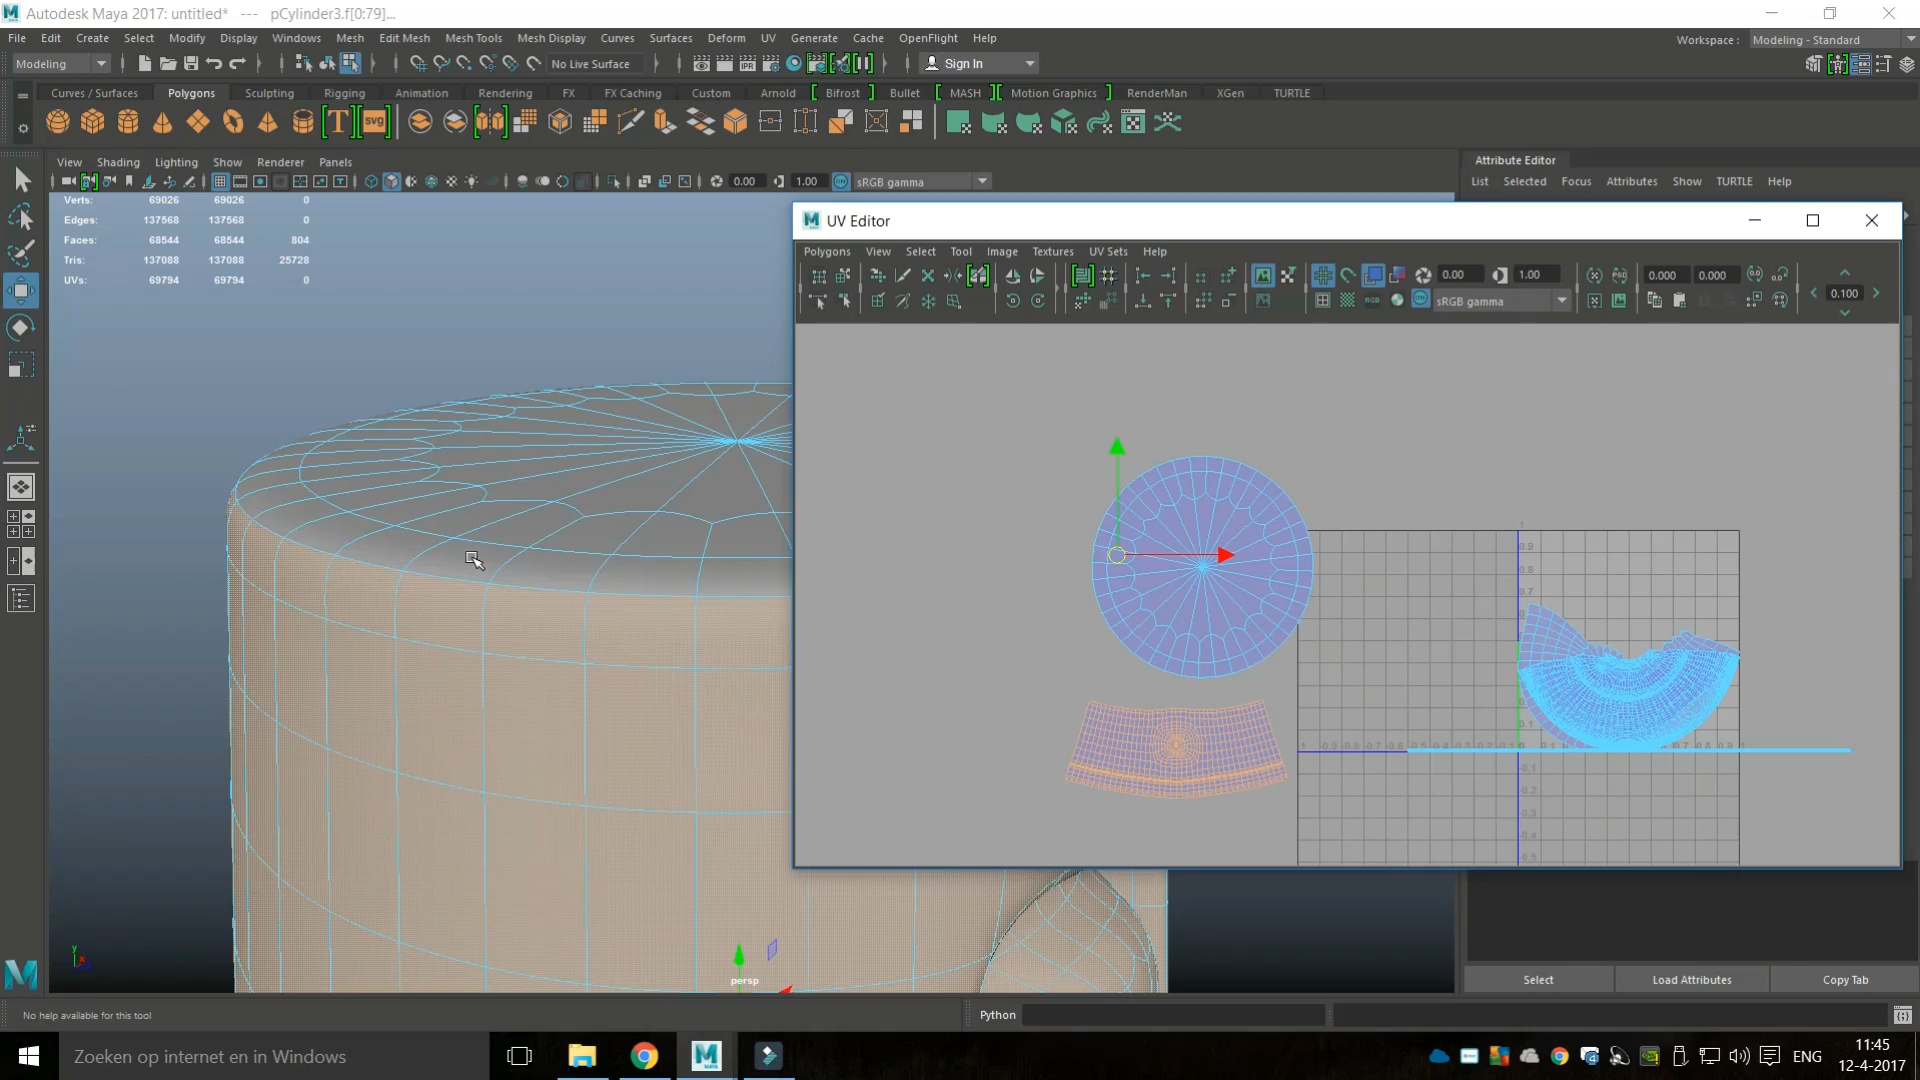 Autodesk Maya 2017: untitled* --- pCylinder3.f[0:79]...
File Edit Create Select Modify Display Windows Mesh Edit Mesh Mesh Tools Mesh Display Curves Surfaces Deform UV Generate Cache OpenFlight Help
Workspace : Modeling - Standard
Modeling No Live Surface Sign In
Curves / Surfaces Polygons Sculpting Rigging Animation Rendering FX FX Caching Custom Arnold Bifrost Bullet MASH Motion Graphics RenderMan XGen TURTLE
T svg
View Shading Lighting Show Renderer Panels
0.00 1.00 sRGB gamma
Attribute Editor
List Selected Focus Attributes Show TURTLE Help
Verts: 69026 69026 0
Edges: 137568 137568 0
Faces: 68544 68544 804
Tris: 137088 137088 25728
UVs: 69794 69794 0
UV Editor
Polygons View Select Tool Image Textures UV Sets Help
0.00 1.00 0.000 0.000
sRGB gamma 0.100
persp
Select Load Attributes Copy Tab
No help available for this tool
Python
Zoeken op internet en in Windows
ENG
11:45
12-4-2017